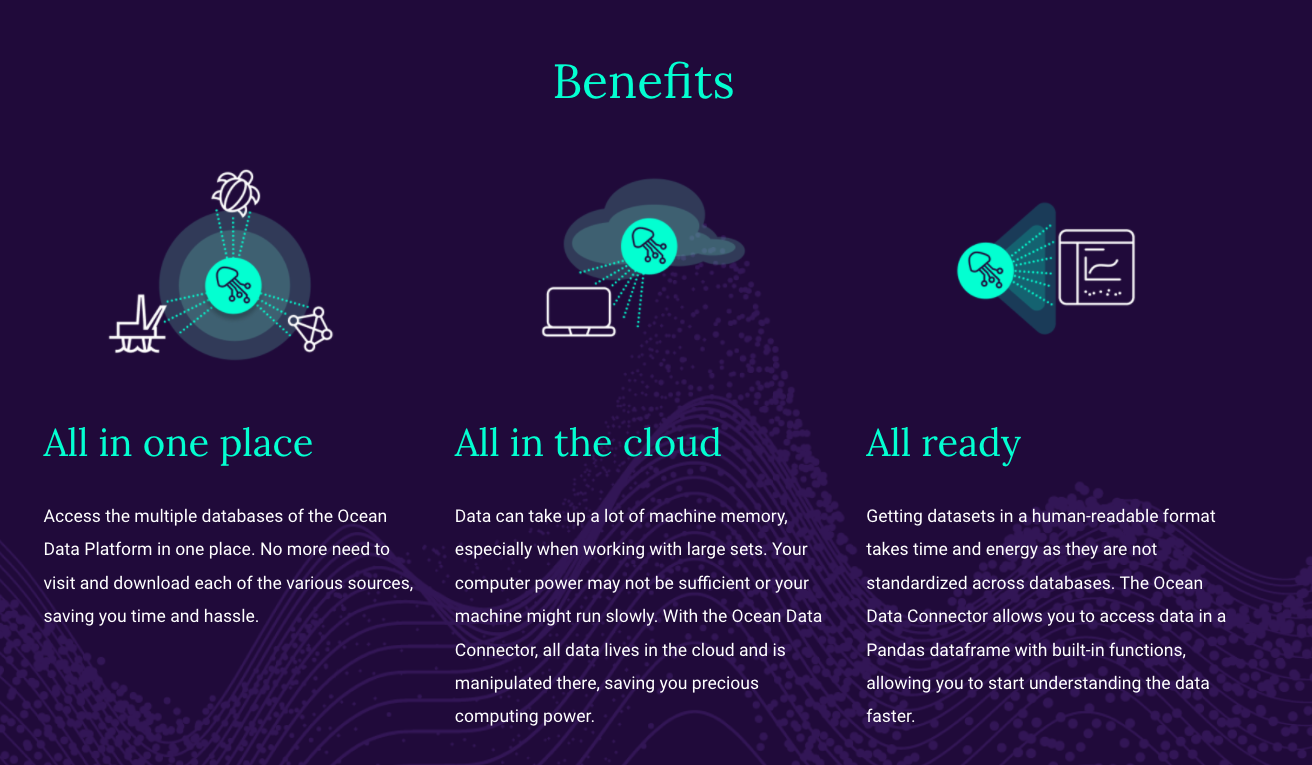 Benefits
All in one place
Access the multiple databases of the Ocean
Data Platform in one place. No more need to
visit and download each of the various sources,
saving you time and hassle.
All in the cloud
Data can take up a lot of machine memory,
especially when working with large sets. Your
computer power may not be sufficient or your
machine might run slowly. With the Ocean Data
Connector, all data lives in the cloud and is
manipulated there, saving you precious
computing power.
All ready
Getting datasets in a human-readable format
takes time and energy as they are not
standardized across databases. The Ocean
Data Connector allows you to access data in a
Pandas dataframe with built-in functions,
allowing you to start understanding the data
faster.